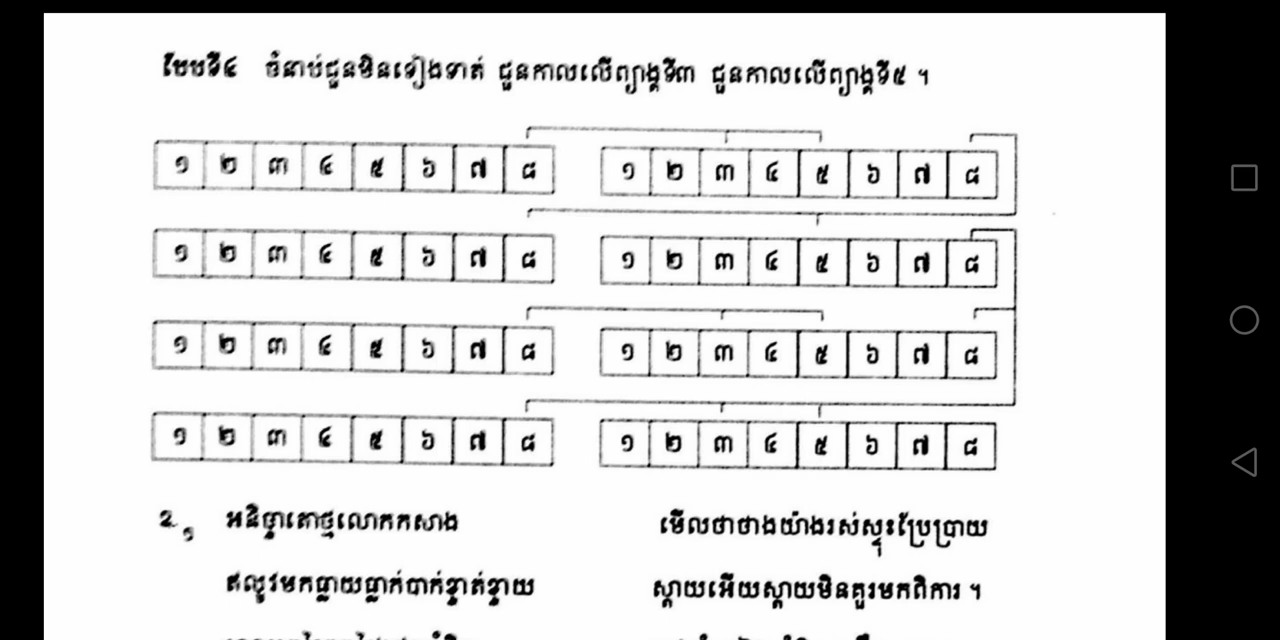 បែបទី៤ ចំនាប់ជួនមិនទៀងទាត់ ជួនកាលលើព្យាង្គទី៣ ជួនកាលលើព្យាង្គទី៥ ។
១ ២ ៣ ៤ ៥ ៦ ៧ ៨ ១ ២ ៣ ៤ ៥ ៦ ៧ ៨
១ ២ ៣ ៤ ៥ ៦ ៧ ៨ ១ ២ ៣ ៤ ៥ ៦ ៧ ៨
១ ២ ៣ ៤ ៥ ៦ ៧ ៨ ១ ២ ៣ ៤ ៥ ៦ ៧ ៨
១ ២ ៣ ៤ ៥ ៦ ៧ ៨ ១ ២ ៣ ៤ ៥ ៦ ៧ ៨
ឧ. អនិច្ចាតោថ្មលោកកសាង មើលថាថាងយ៉ាងរស់ស្ទុះប្រែប្រាយ
ឥឡូវមកធ្លាយធ្លាក់បាក់ខ្ចាត់ខ្ចាយ ស្តាយអើយស្តាយមិនគួរមកពិការ ។